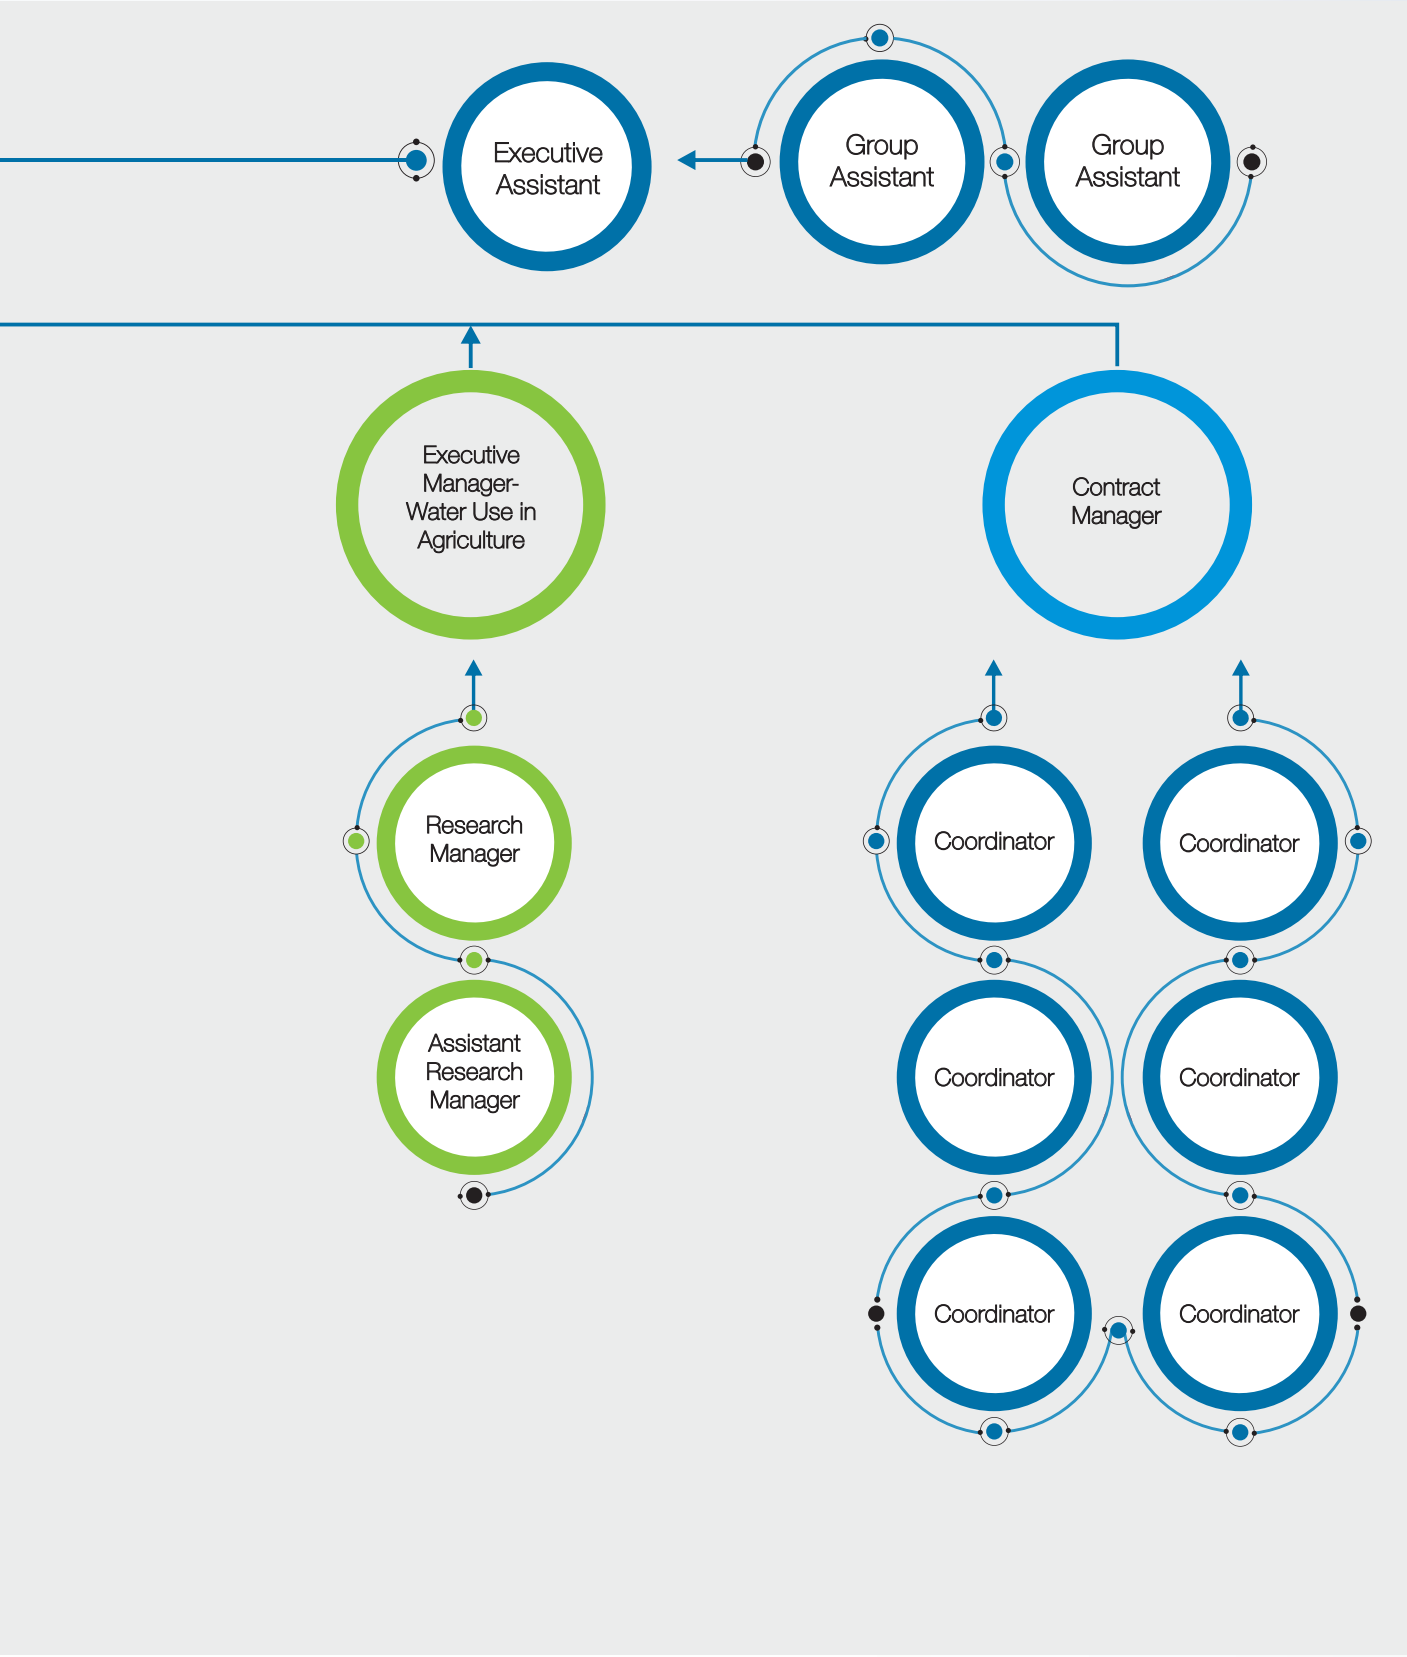 Executive
Assistant
Group
Assistant
Group
Assistant
Executive
Manager-
Water Use in
Agriculture
Contract
Manager
Research
Manager
Coordinator
Coordinator
Assistant
Research
Manager
Coordinator
Coordinator
Coordinator
Coordinator